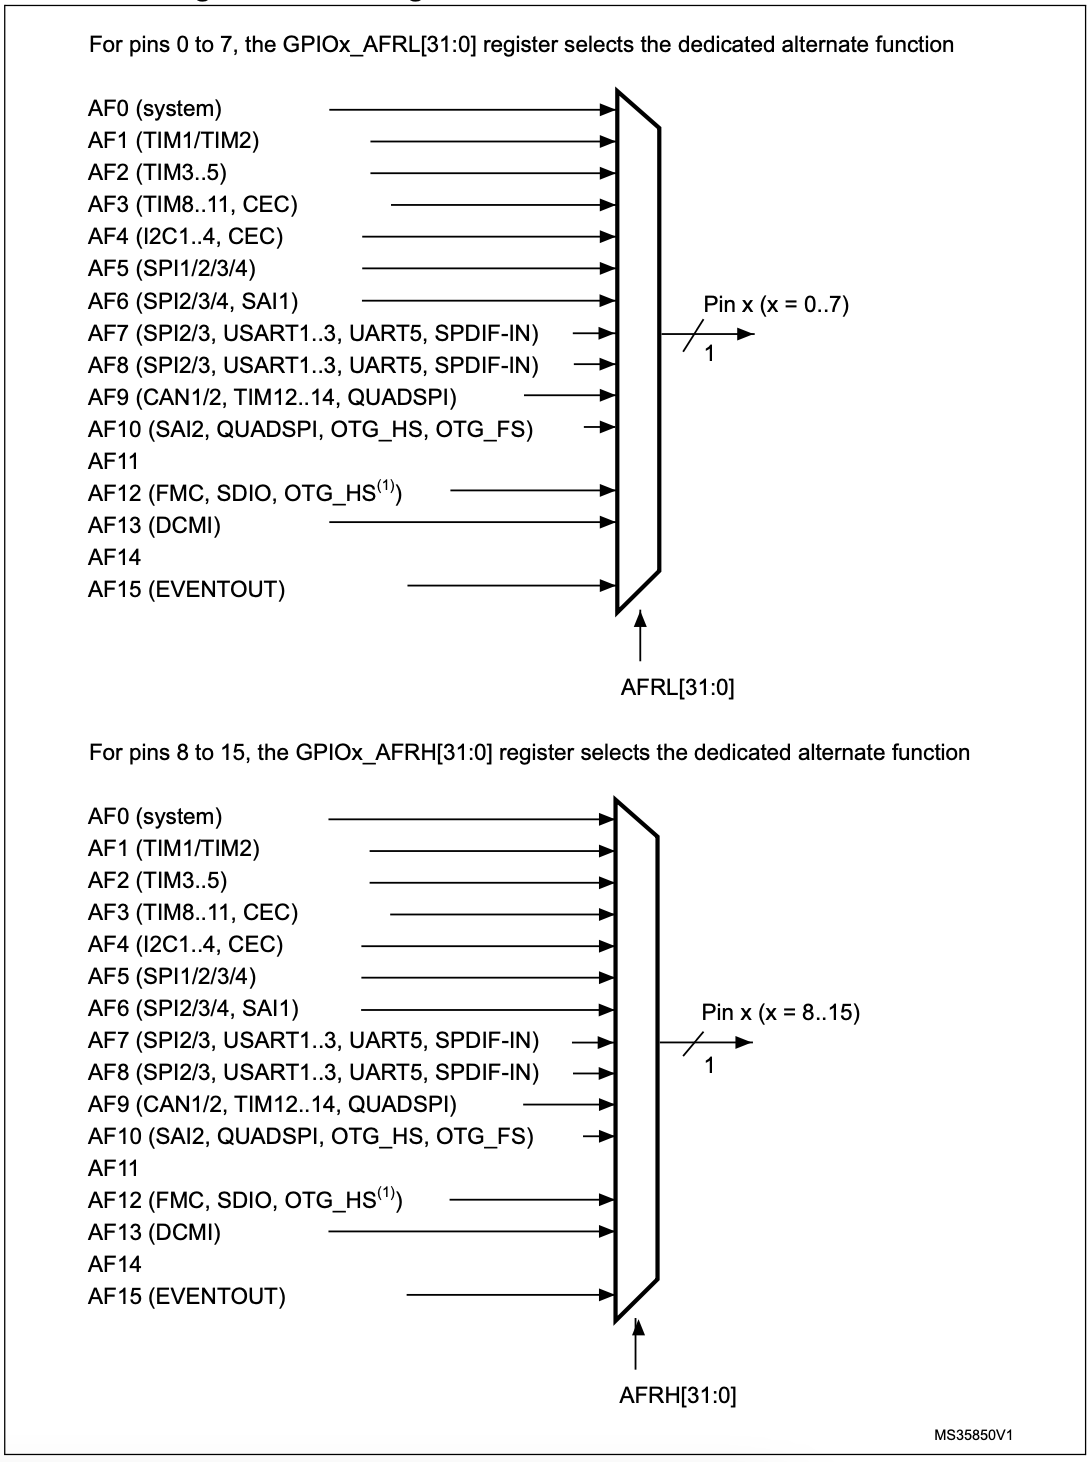 For pins 0 to 7, the GPIOx_AFRL[31:0] register selects the dedicated alternate function
AF0 (system)
AF1 (TIM1/TIM2)
AF2 (TIM3..5)
AF3 (TIM8..11, CEC)
AF4 (I2C1..4, CEC)
AF5 (SPI1/2/3/4)
AF6 (SPI2/3/4, SAI1)
AF7 (SPI2/3, USART1..3, UART5, SPDIF-IN)
AF8 (SPI2/3, USART1..3, UART5, SPDIF-IN)
AF9 (CAN1/2, TIM12..14, QUADSPI)
AF10 (SAI2, QUADSPI, OTG_HS, OTG_FS)
AF11
AF12 (FMC, SDIO, OTG_HS(1))
AF13 (DCMI)
AF14
AF15 (EVENTOUT)
Pin x (x = 0..7)
1
AFRL[31:0]
For pins 8 to 15, the GPIOx_AFRH[31:0] register selects the dedicated alternate function
AF0 (system)
AF1 (TIM1/TIM2)
AF2 (TIM3..5)
AF3 (TIM8..11, CEC)
AF4 (I2C1..4, CEC)
AF5 (SPI1/2/3/4)
AF6 (SPI2/3/4, SAI1)
AF7 (SPI2/3, USART1..3, UART5, SPDIF-IN)
AF8 (SPI2/3, USART1..3, UART5, SPDIF-IN)
AF9 (CAN1/2, TIM12..14, QUADSPI)
AF10 (SAI2, QUADSPI, OTG_HS, OTG_FS)
AF11
AF12 (FMC, SDIO, OTG_HS(1))
AF13 (DCMI)
AF14
AF15 (EVENTOUT)
Pin x (x = 8..15)
1
AFRH[31:0]
MS35850V1